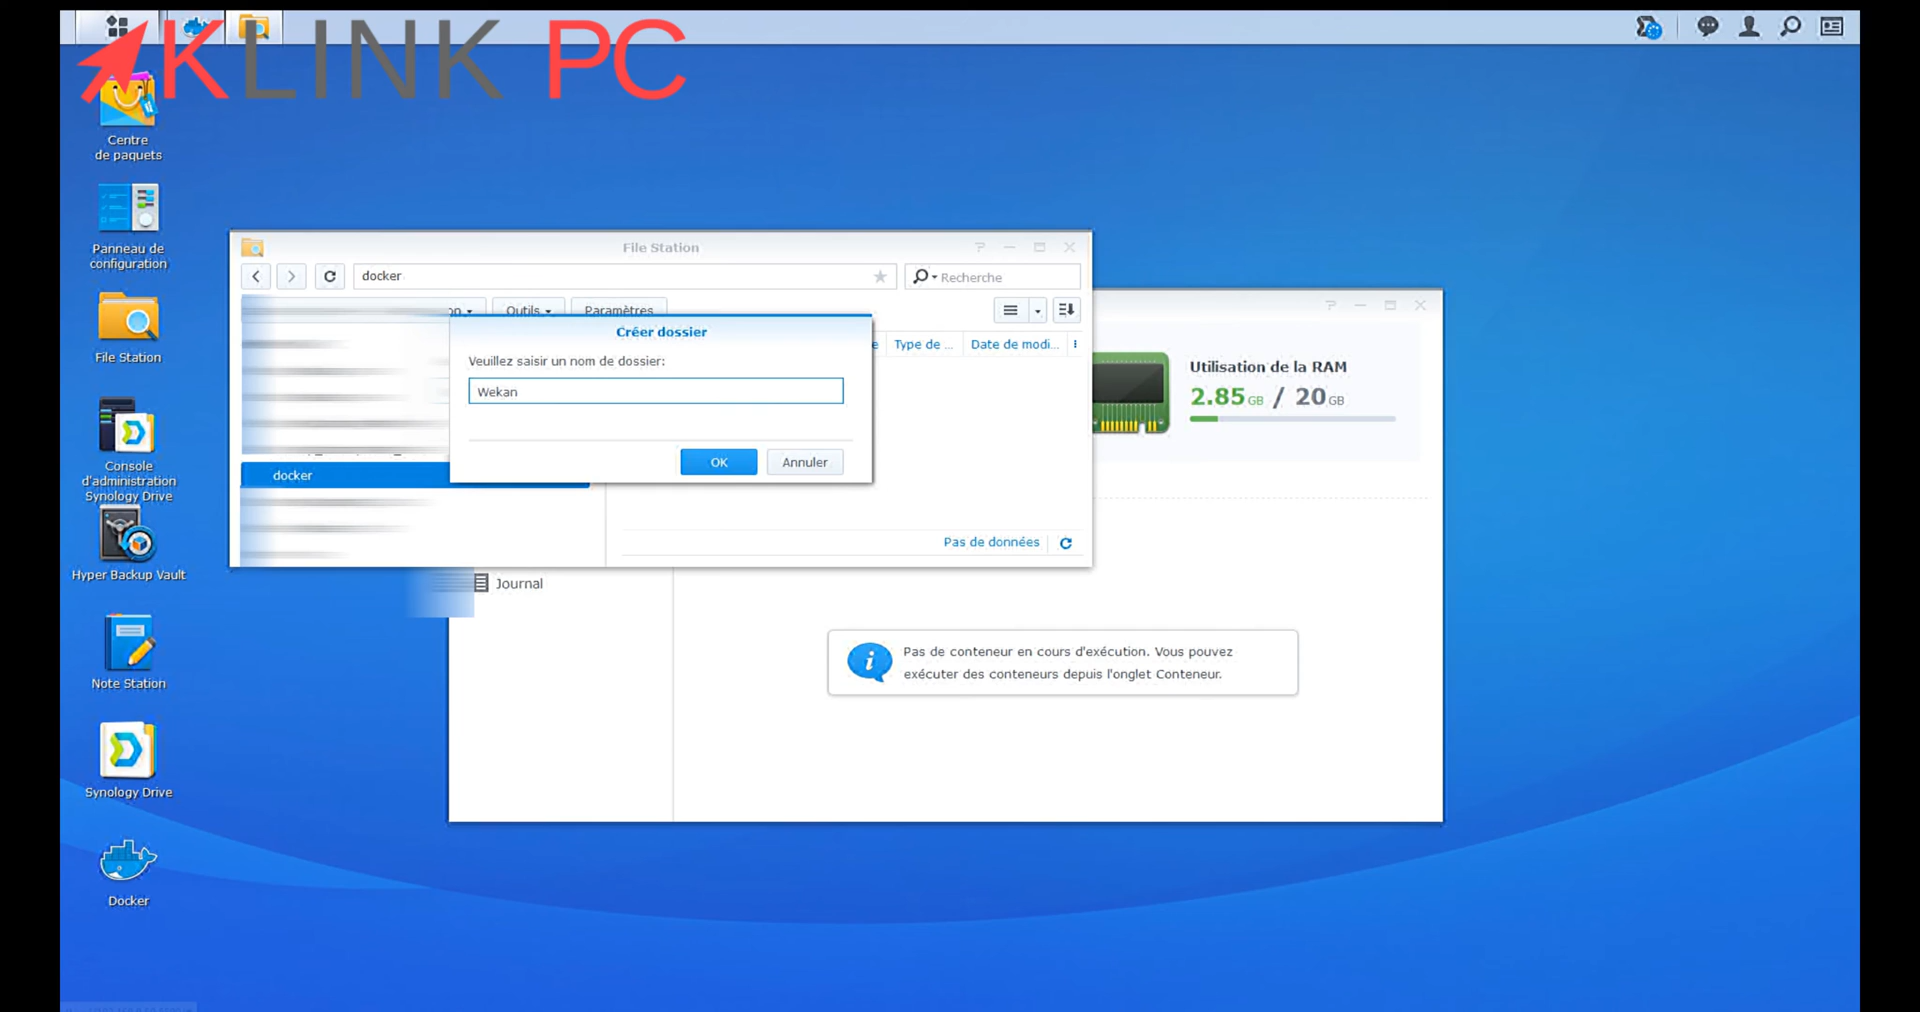 KLINK PC
Centre
de paquets
Panneau de
configuration
File Station
Console
d'administration
Synology Drive
Hyper Backup Vault
Note Station
Synology Drive
Docker
File Station
docker
Recherche
Outils
Paramètres
Type de ...
Date de modi...
docker
Pas de données
Créer dossier
Veuillez saisir un nom de dossier:
Wekan
OK
Annuler
Utilisation de la RAM
2.85 GB / 20 GB
Journal
Pas de conteneur en cours d'exécution. Vous pouvez
exécuter des conteneurs depuis l'onglet Conteneur.